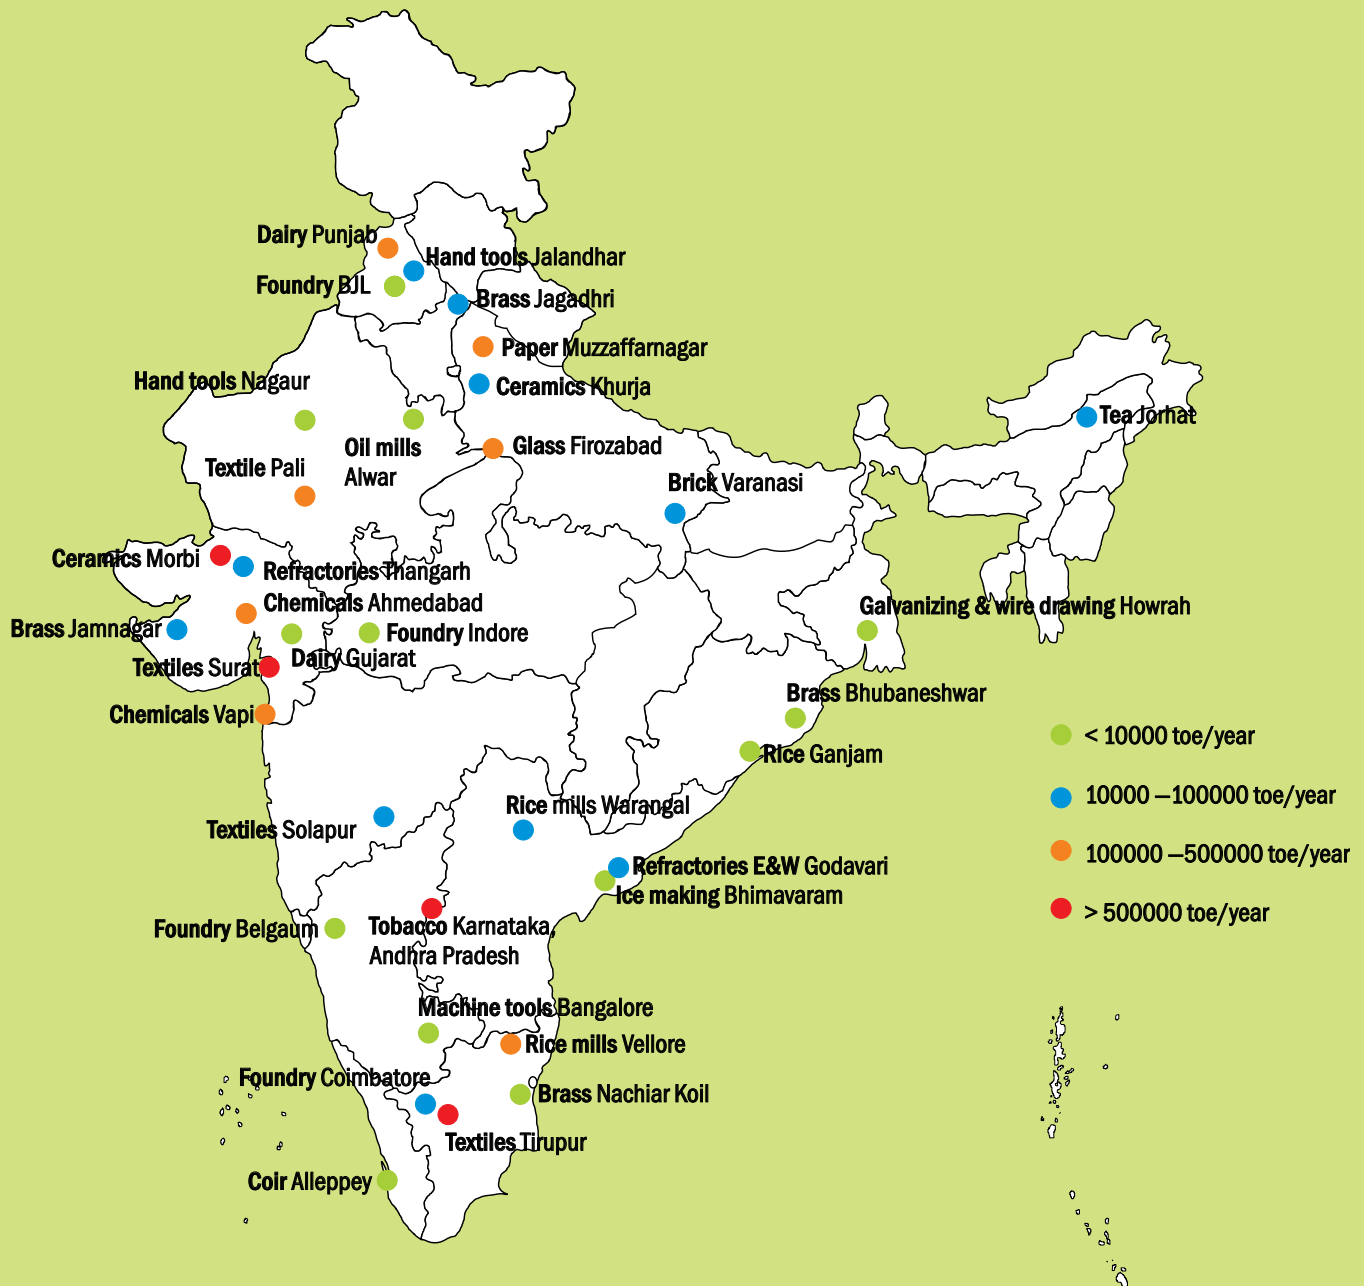 Dairy Punjab
Hand tools Jalandhar
Foundry BJL
Brass Jagadhri
Paper Muzzaffarnagar
Hand tools Nagaur
Ceramics Khurja
Tea Jorhat
Oil mills
Alwar
Glass Firozabad
Textile Pali
Brick Varanasi
Ceramics Morbi
Refractories Thangarh
Chemicals Ahmedabad
Galvanizing & wire drawing Howrah
Brass Jamnagar
Foundry Indore
Dairy Gujarat
Textiles Surat
Brass Bhubaneshwar
Chemicals Vapi
< 10000 toe/year
Rice Ganjam
10000 –100000 toe/year
Rice mills Warangal
Textiles Solapur
100000 –500000 toe/year
Refractories E&W Godavari
Ice making Bhimavaram
> 500000 toe/year
Foundry Belgaum
Tobacco Karnataka,
Andhra Pradesh
Machine tools Bangalore
Rice mills Vellore
Foundry Coimbatore
Brass Nachiar Koil
Textiles Tirupur
Coir Alleppey